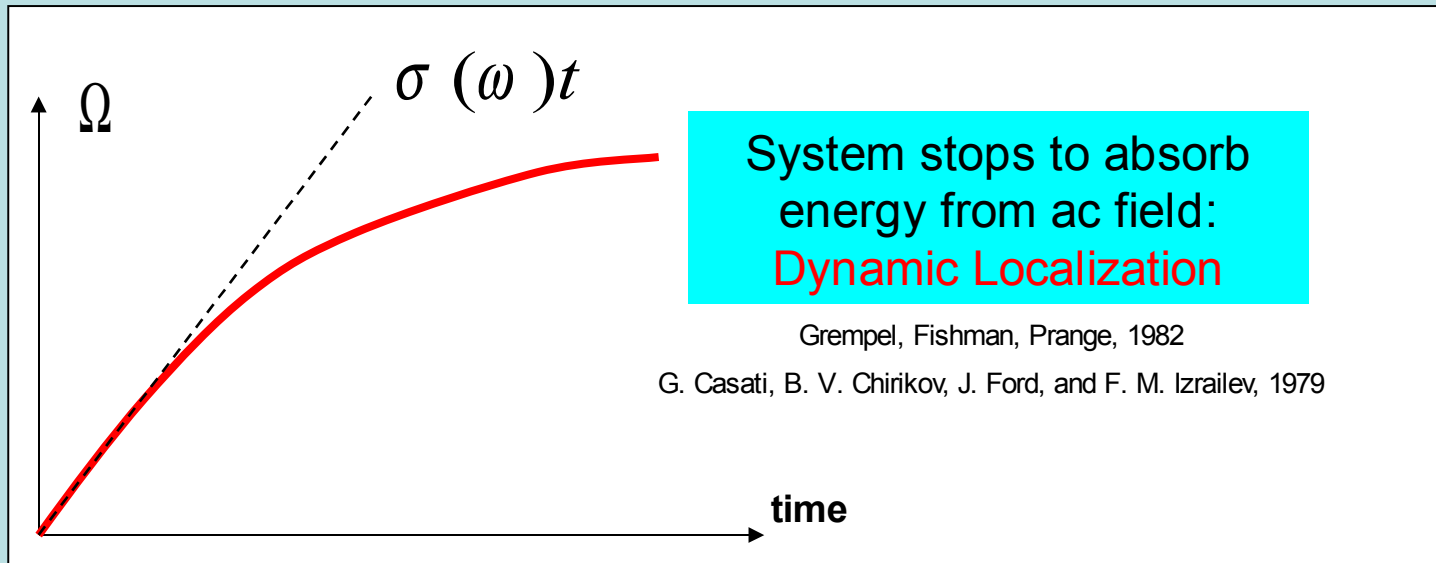 σ (ω)t
Ω
System stops to absorb
energy from ac field:
Dynamic Localization
Grempel, Fishman, Prange, 1982
G. Casati, B. V. Chirikov, J. Ford, and F. M. Izrailev, 1979
time